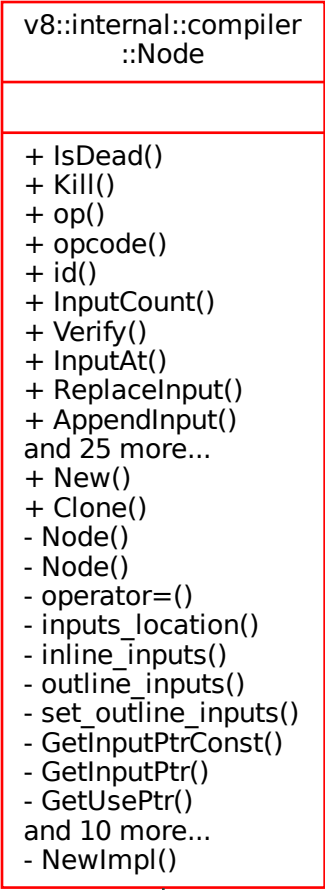 v8::internal::compiler
::Node
+ IsDead()
+ Kill()
+ op()
+ opcode()
+ id()
+ InputCount()
+ Verify()
+ InputAt()
+ ReplaceInput()
+ AppendInput()
and 25 more...
+ New()
+ Clone()
- Node()
- Node()
- operator=()
- inputs_location()
- inline_inputs()
- outline_inputs()
- set_outline_inputs()
- GetInputPtrConst()
- GetInputPtr()
- GetUsePtr()
and 10 more...
- NewImpl()